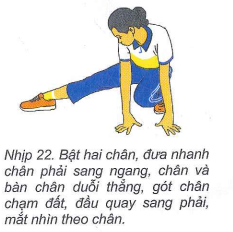 Nhịp 22. Bật hai chân, đưa nhanh
chân phải sang ngang, chân và
bàn chân duỗi thẳng, gót chân
chạm đất, đầu quay sang phải,
mắt nhìn theo chân.